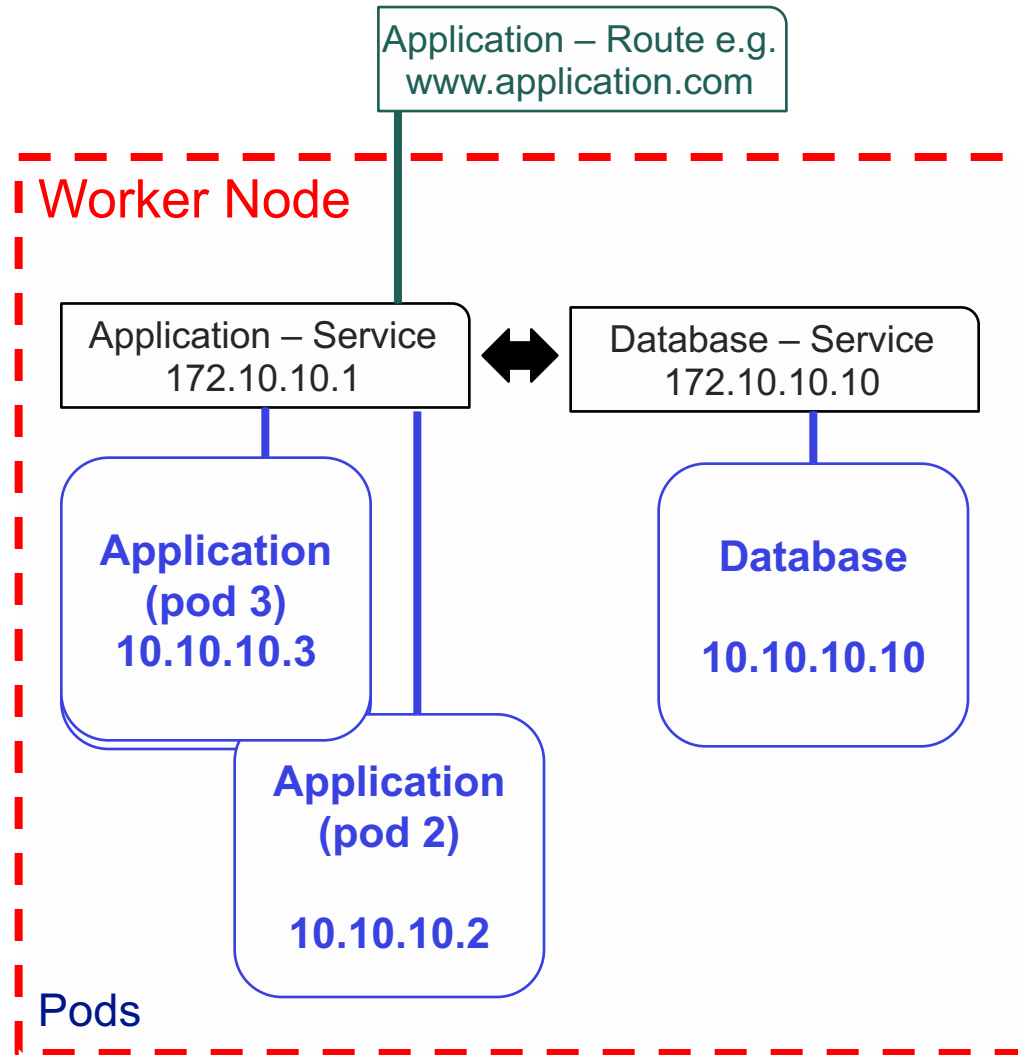 Application – Route e.g.
www.application.com
Worker Node
Application – Service
172.10.10.1
Database – Service
172.10.10.10
Application
(pod 3)
10.10.10.3
Database
10.10.10.10
Application
(pod 2)
10.10.10.2
Pods